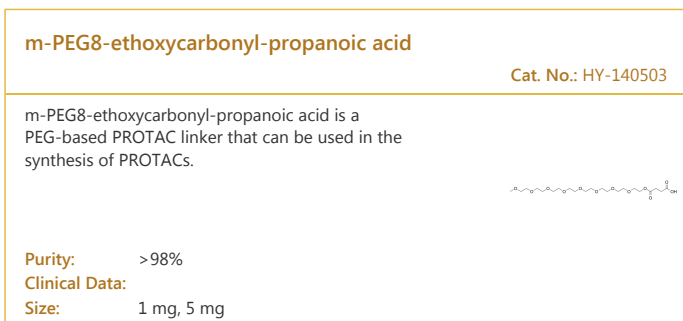 m-PEG8-ethoxycarbonyl-propanoic acid
Cat. No.: HY-140503
m-PEG8-ethoxycarbonyl-propanoic acid is a
PEG-based PROTAC linker that can be used in the
synthesis of PROTACs.
Purity: >98%
Clinical Data:
Size: 1 mg, 5 mg